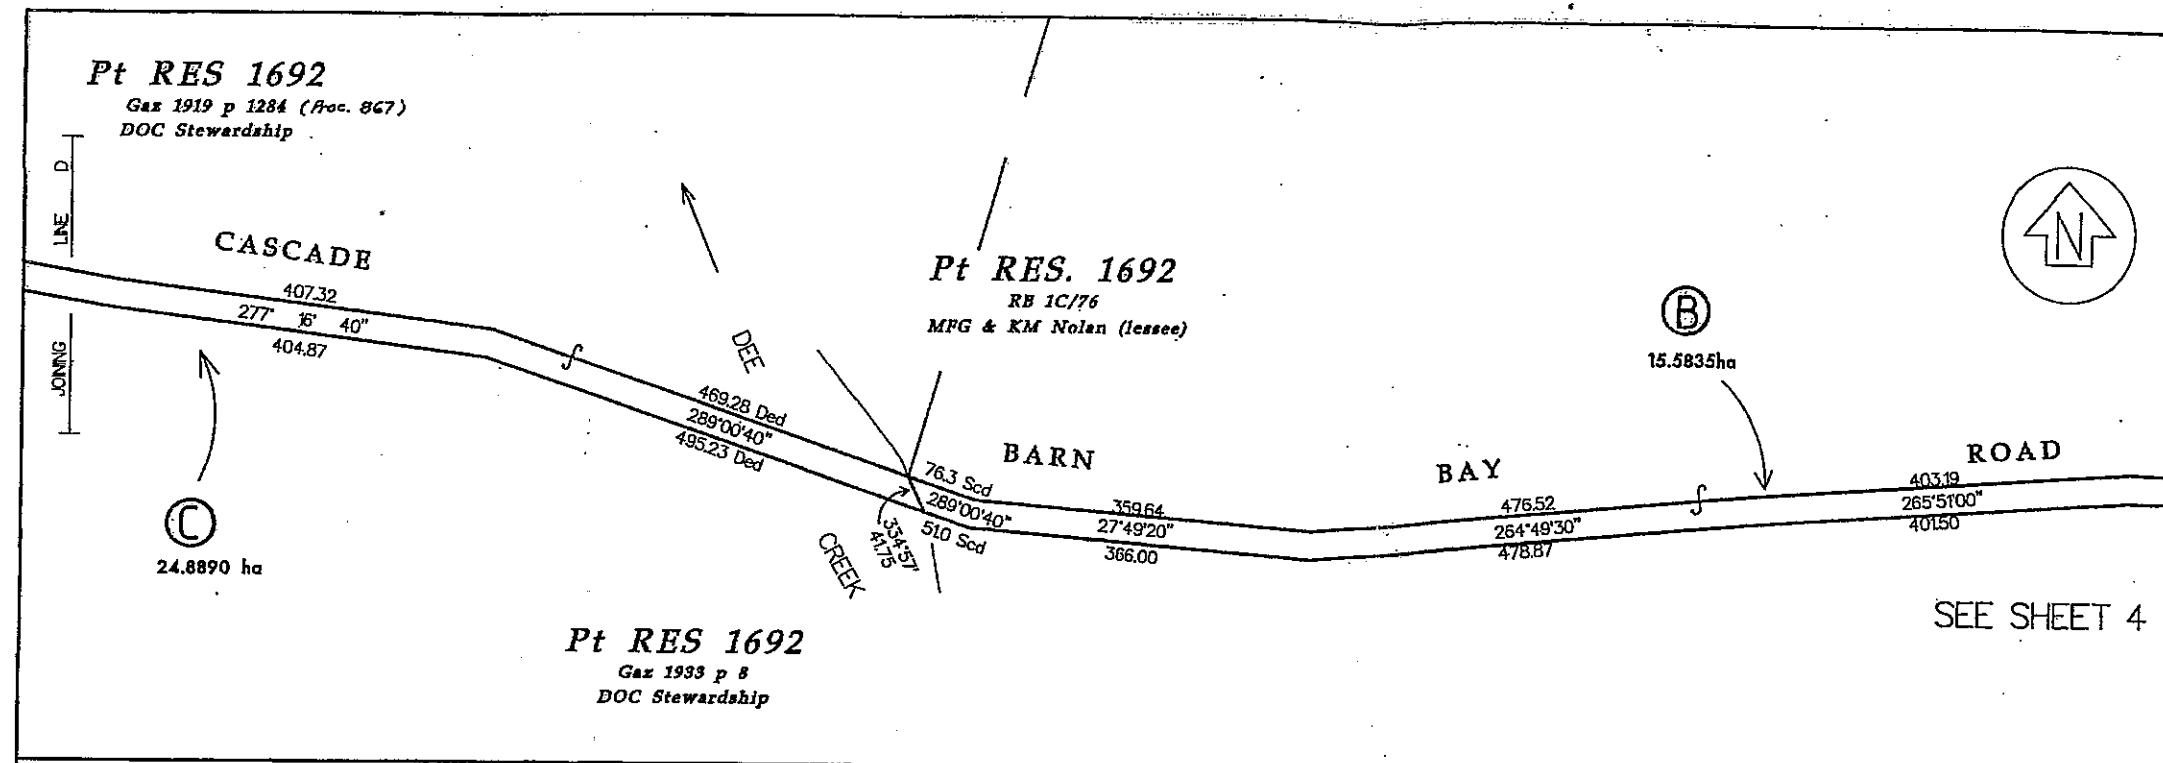 Pt RES 1692
Gaz 1919 p 1284 (Proc. 867)
DOC Stewardship
LINE D
JOINING
CASCADE
407.32
277° 16' 40"
404.87
C
24.8890 ha
DEE
CREEK
469.28 Ded
289°00'40"
495.23 Ded
Pt RES. 1692
RB 1C/76
MFG & KM Nolan (lessee)
76.3 Scd
289°00'40"
51.0 Scd
334°57'
41.75
BARN
359.64
27°49'20"
366.00
BAY
476.52
264°49'30"
478.87
B
15.5835ha
ROAD
403.19
265°51'00"
401.50
N
SEE SHEET 4
Pt RES 1692
Gaz 1933 p 8
DOC Stewardship